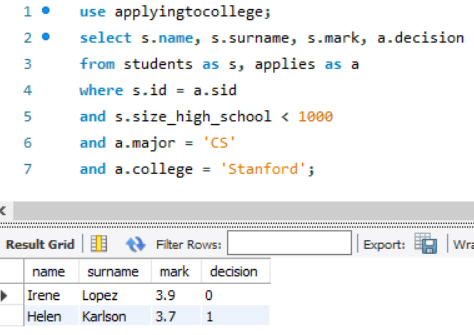 1 use applyingtocollege;
2 select s.name, s.surname, s.mark, a.decision
3 from students as s, applies as a
4 where s.id = a.sid
5 and s.size_high_school < 1000
6 and a.major = 'CS'
7 and a.college = 'Stanford';
Result Grid Filter Rows: Export: Wra
name surname mark decision
Irene Lopez 3.9 0
Helen Karlson 3.7 1